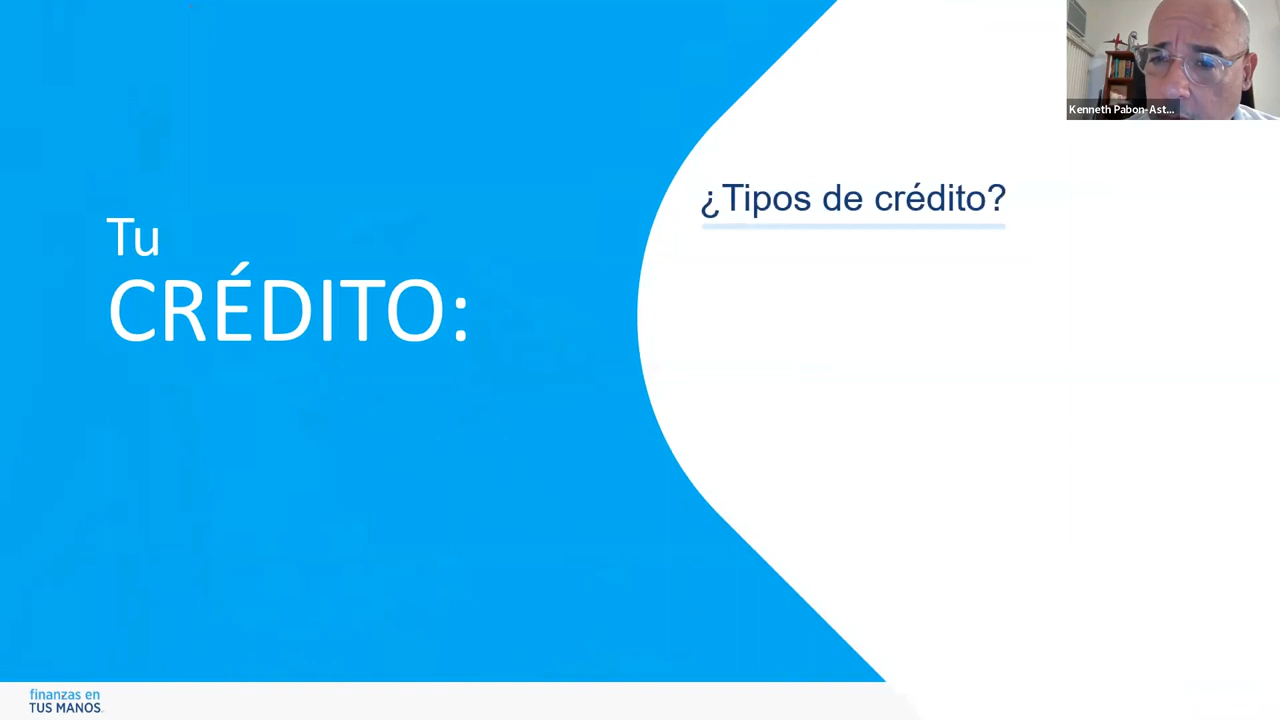 Kenneth Pabon-Ast...
¿Tipos de crédito?
Tu
CRÉDITO:
finanzas en
TUS MANOS